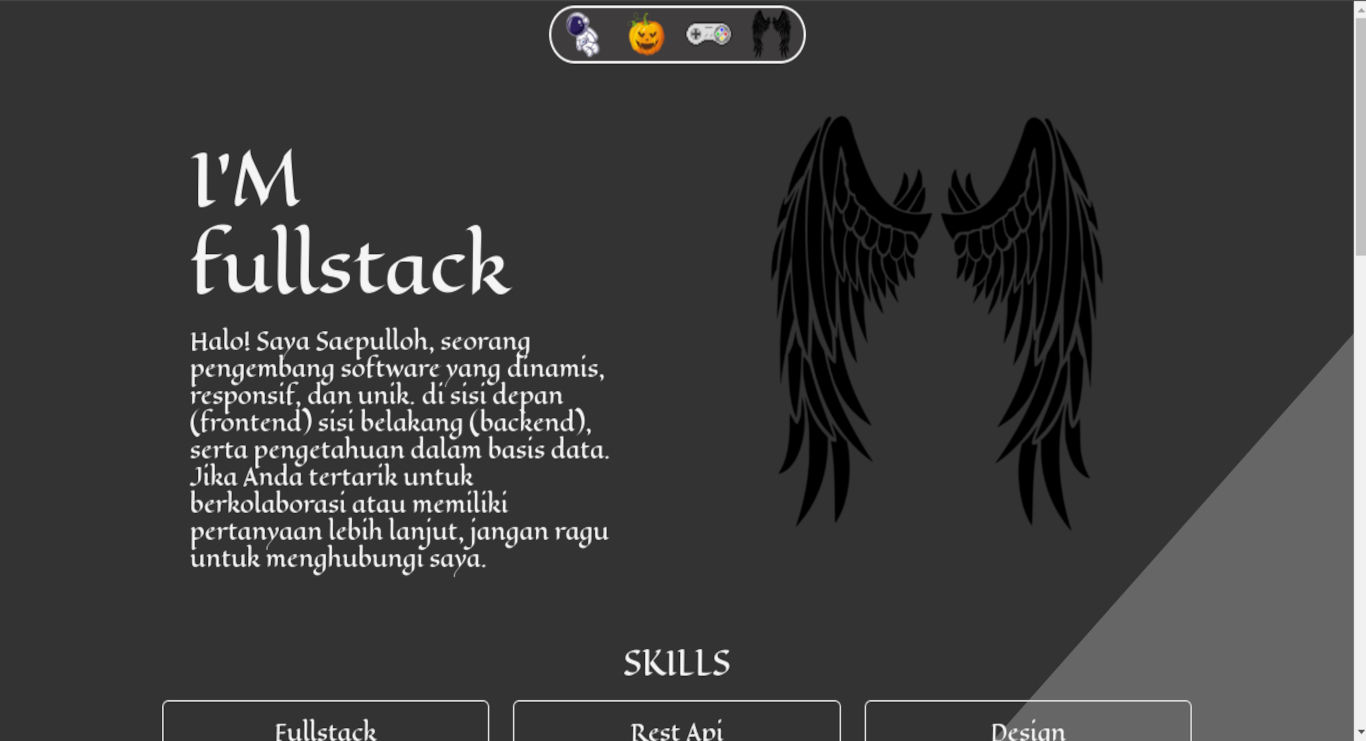 I'M
fullstack
Halo! Saya Saepulloh, seorang
pengembang software yang dinamis,
responsif, dan unik. di sisi depan
(frontend) sisi belakang (backend),
serta pengetahuan dalam basis data.
Jika Anda tertarik untuk
berkolaborasi atau memiliki
pertanyaan lebih lanjut, jangan ragu
untuk menghubungi saya.
SKILLS
Fullstack
Rest Api
Design